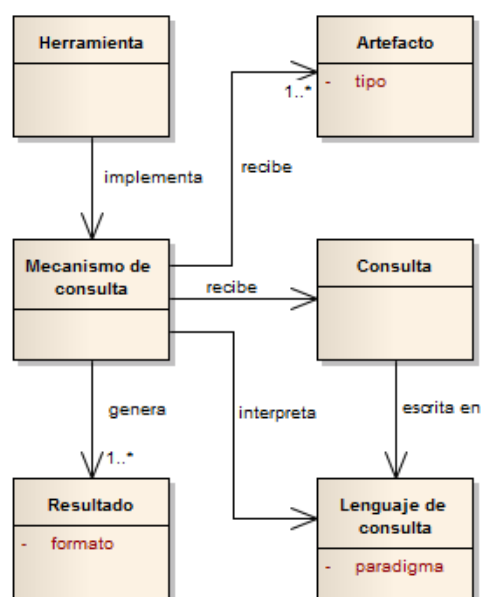 Herramienta
Artefacto
- tipo
1..*
recibe
implementa
Mecanismo de
consulta
recibe
Consulta
genera
interpreta
escrita en
1..*
Resultado
- formato
Lenguaje de
consulta
- paradigma